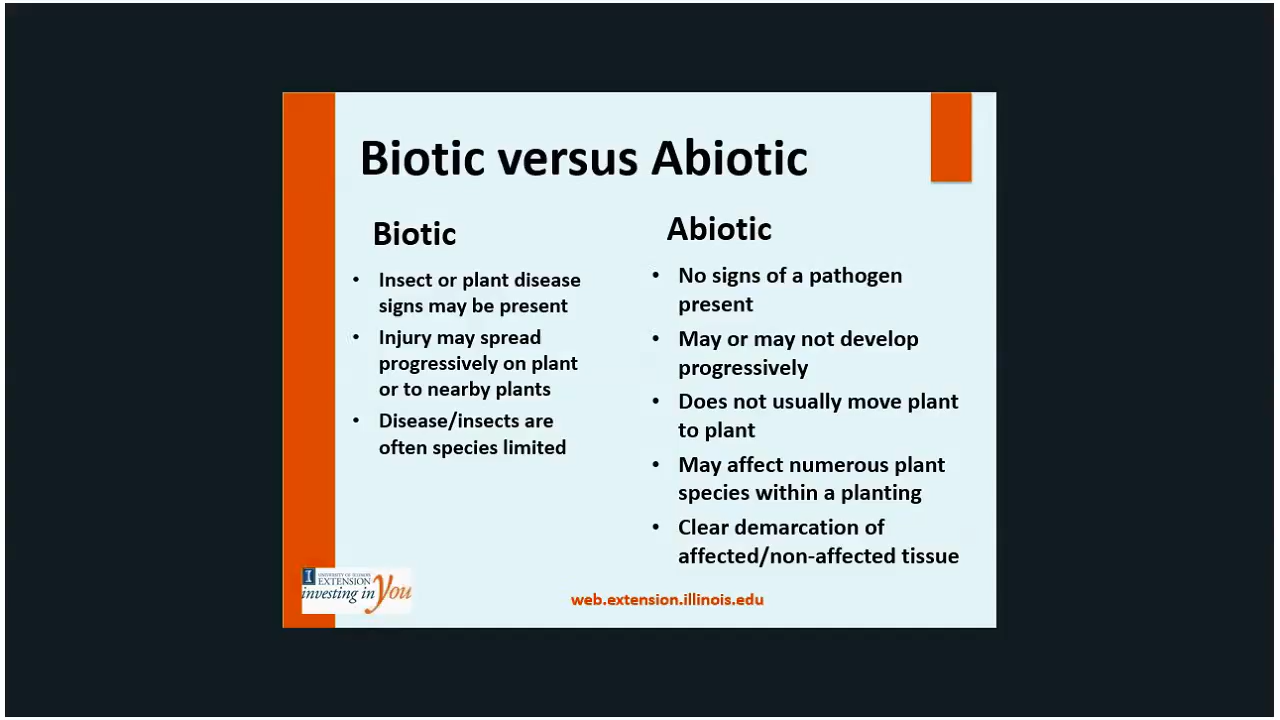 Biotic versus Abiotic
Biotic
• Insect or plant disease
signs may be present
• Injury may spread
progressively on plant
or to nearby plants
• Disease/insects are
often species limited
Abiotic
• No signs of a pathogen
present
• May or may not develop
progressively
• Does not usually move plant
to plant
• May affect numerous plant
species within a planting
• Clear demarcation of
affected/non-affected tissue
I
UNIVERSITY OF ILLINOIS
EXTENSION
investing in You
web.extension.illinois.edu